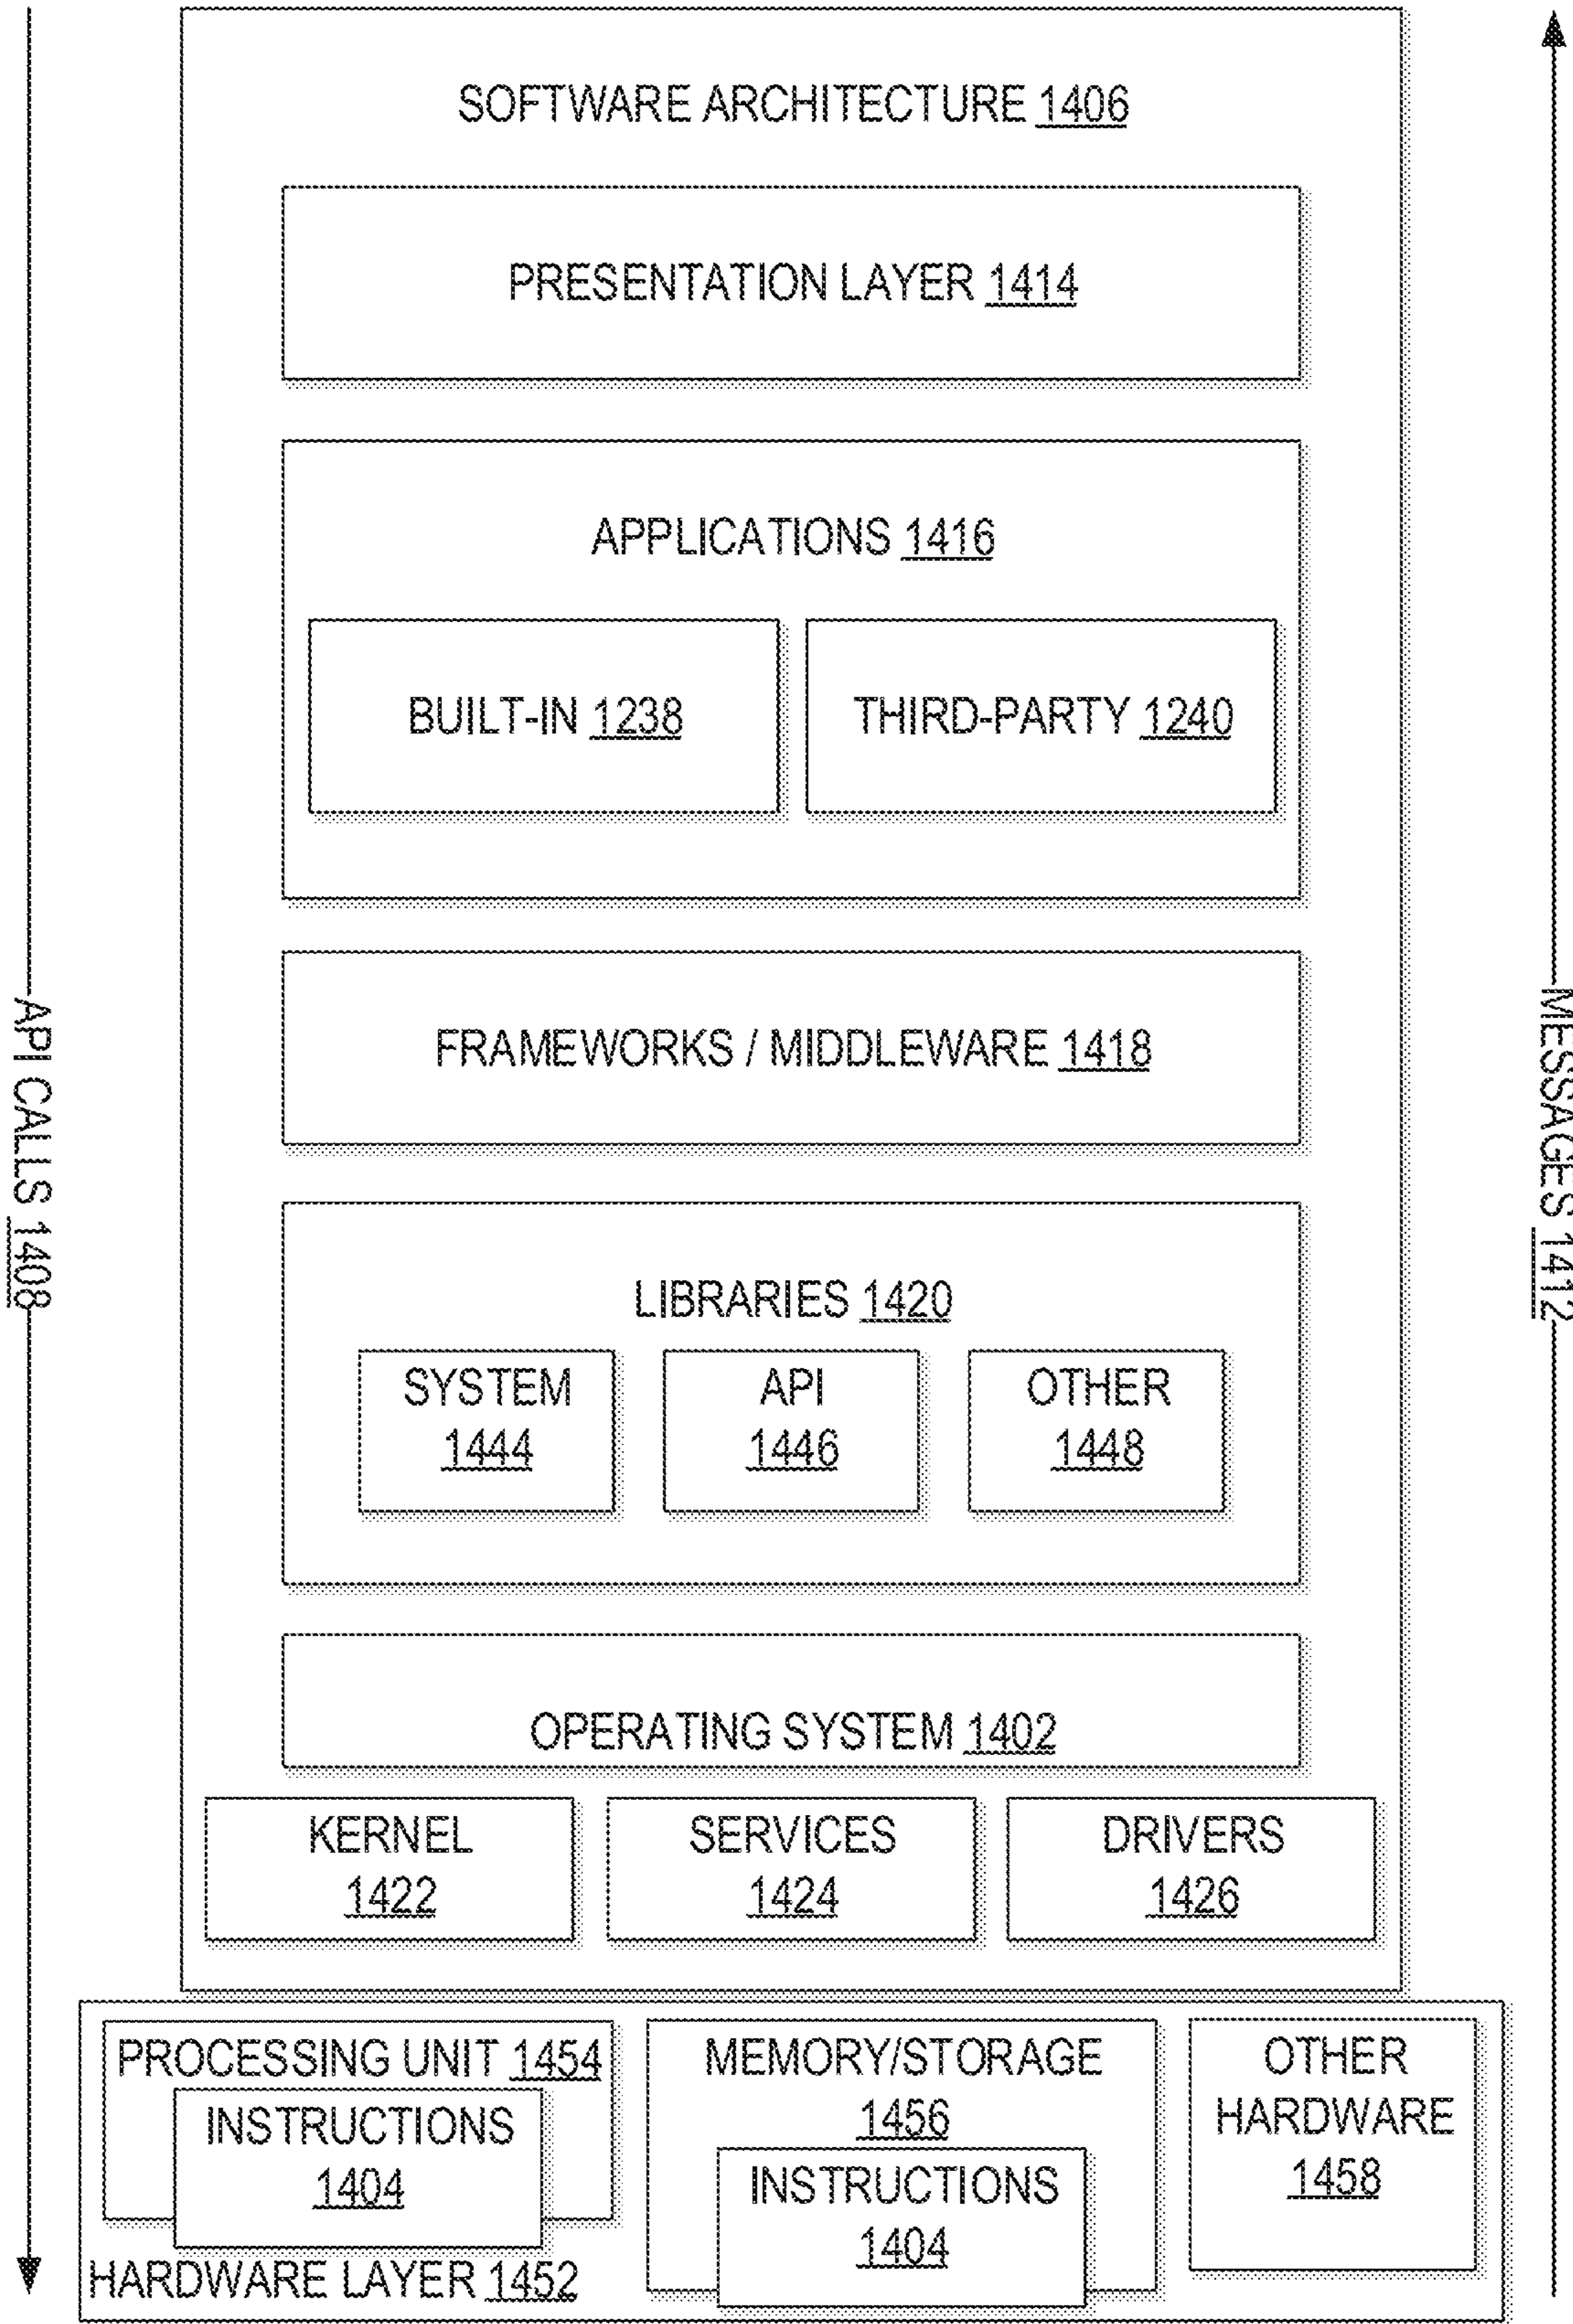 SOFTWARE ARCHITECTURE 1406
PRESENTATION LAYER 1414
APPLICATIONS 1416
BUILT-IN 1238
THIRD-PARTY 1240
FRAMEWORKS / MIDDLEWARE 1418
API CALLS 1408
MESSAGES 1412
LIBRARIES 1420
SYSTEM
1444
API
1446
OTHER
1448
OPERATING SYSTEM 1402
KERNEL
1422
SERVICES
1424
DRIVERS
1426
PROCESSING UNIT 1454
INSTRUCTIONS
1404
MEMORY/STORAGE
1456
INSTRUCTIONS
1404
OTHER
HARDWARE
1458
HARDWARE LAYER 1452